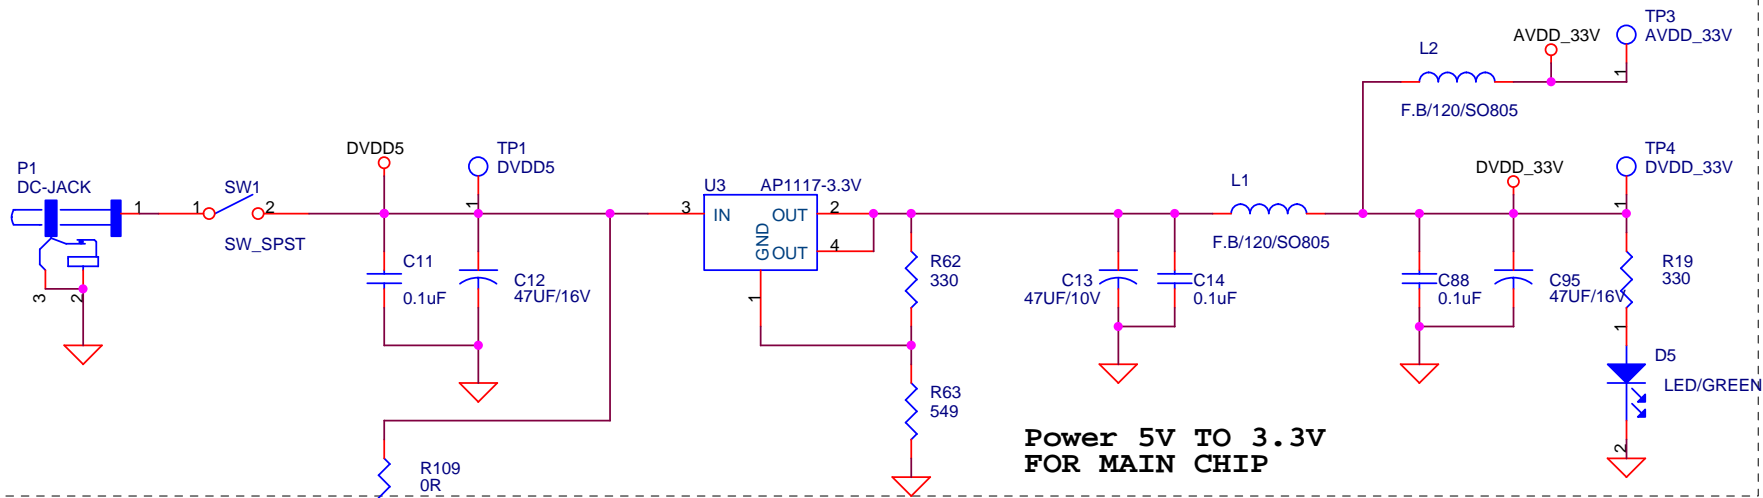 TP3
AVDD_33V
AVDD_33V
L2
1
F.B/120/SO805
P1
DC-JACK
1
SW1
1
2
SW_SPST
3
2
DVDD5
TP1
DVDD5
1
C11
0.1uF
C12
47UF/16V
R109
0R
U3
AP1117-3.3V
3
IN
OUT
2
GND
OUT
4
1
R62
330
R63
549
C13
47UF/10V
C14
0.1uF
L1
F.B/120/SO805
DVDD_33V
TP4
DVDD_33V
1
C88
0.1uF
C95
47UF/16V
R19
330
1
D5
LED/GREEN
2
Power 5V TO 3.3V
FOR MAIN CHIP